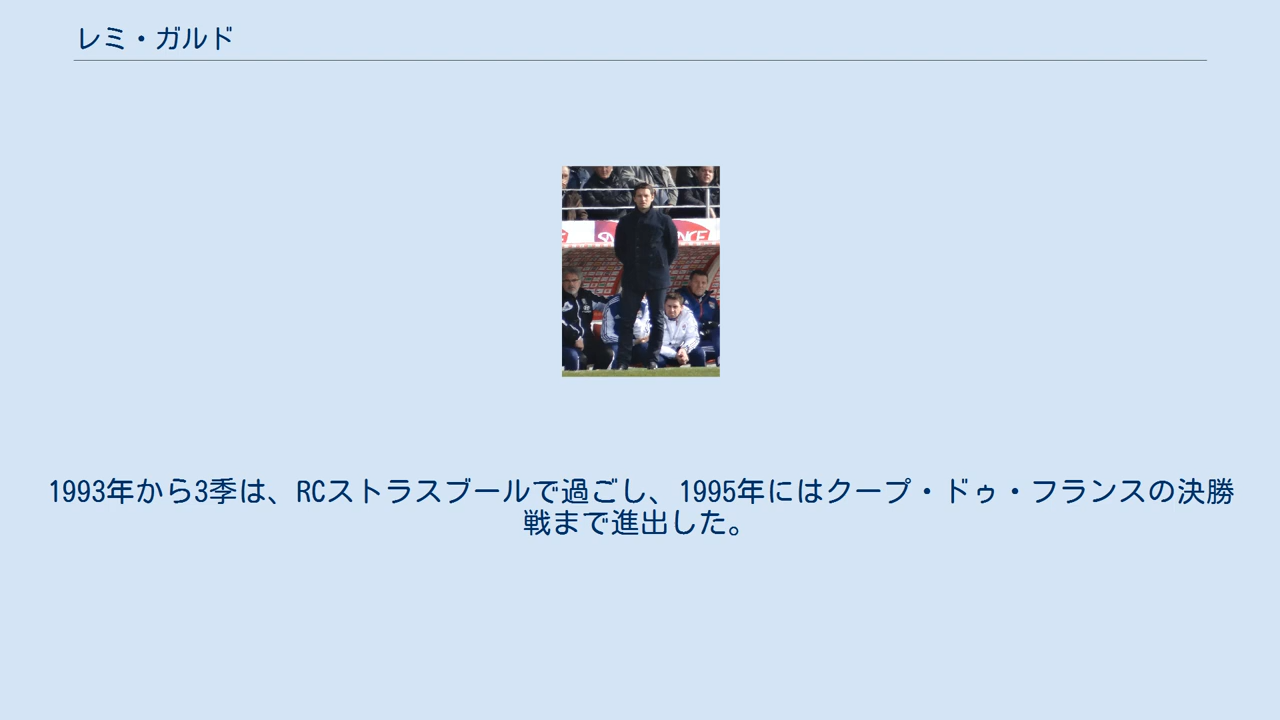 レミ・ガルド
1993年から3季は、RCストラスブールで過ごし、1995年にはクープ・ドゥ・フランスの決勝
戦まで進出した。